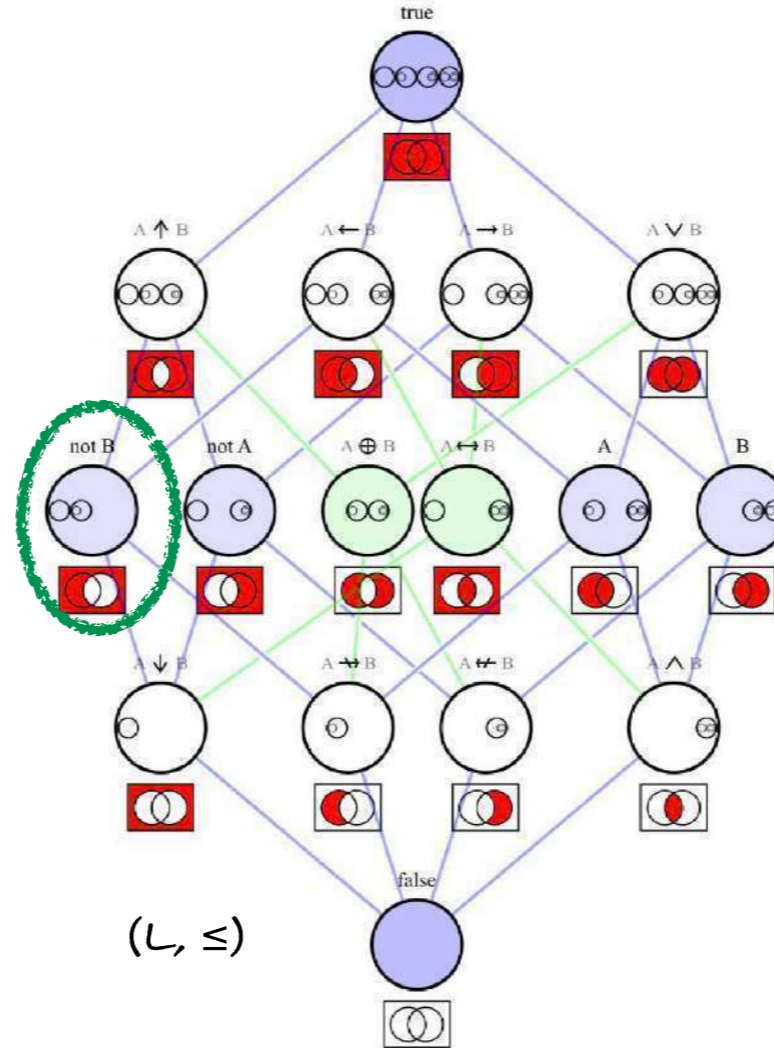 true
A ↑ B A ← B A → B A ∨ B
not B not A A ⊕ B A ↔ B A B
A ↓ B A ↛ B A ↚ B A ∧ B
false
(L, ≤)